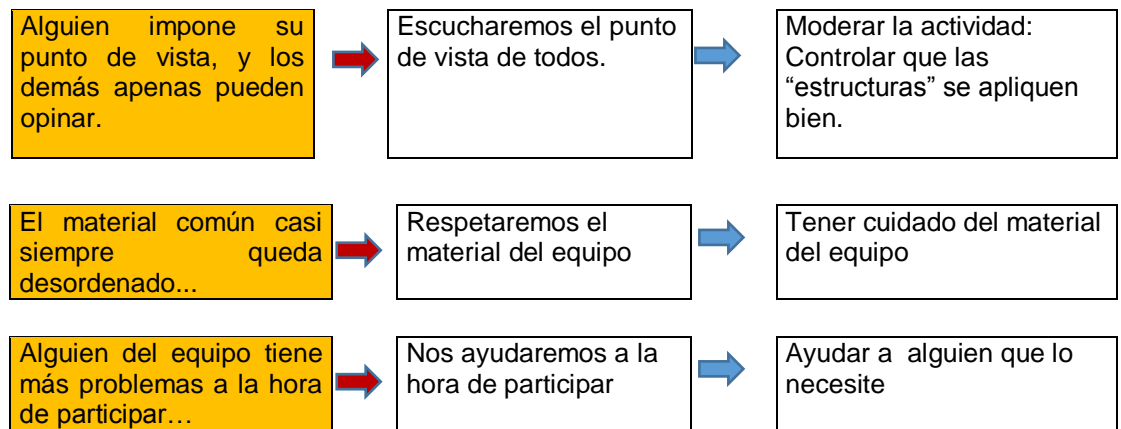 Alguien impone su
punto de vista, y los
demás apenas pueden
opinar.
Escucharemos el punto
de vista de todos.
Moderar la actividad:
Controlar que las
“estructuras” se apliquen
bien.
El material común casi
siempre queda
desordenado...
Respetaremos el
material del equipo
Tener cuidado del material
del equipo
Alguien del equipo tiene
más problemas a la hora
de participar…
Nos ayudaremos a la
hora de participar
Ayudar a  alguien que lo
necesite